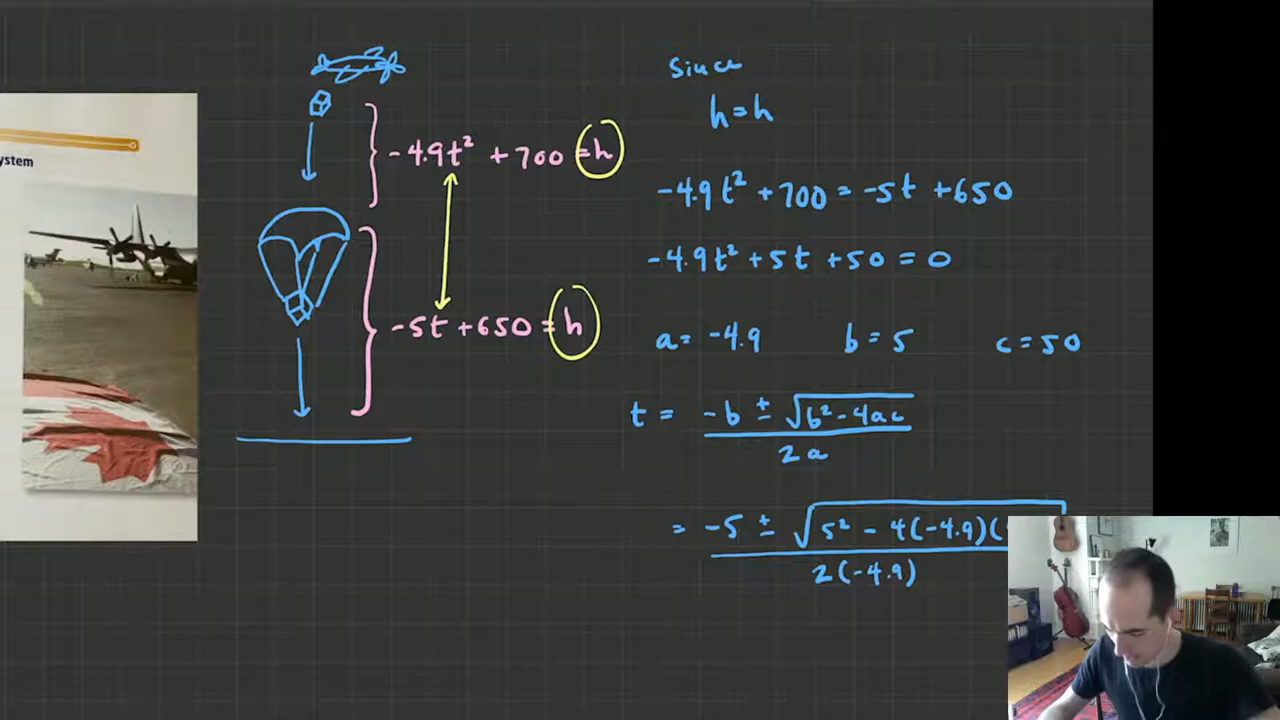 ystem
-4.9t² + 700 = h
-5t + 650 = h
Since
h = h
-4.9t² + 700 = -5t + 650
-4.9t² + 5t + 50 = 0
a = -4.9 b = 5 c = 50
t = -b ± √b² - 4ac
2a
= -5 ± √5² - 4(-4.9)(
2(-4.9)